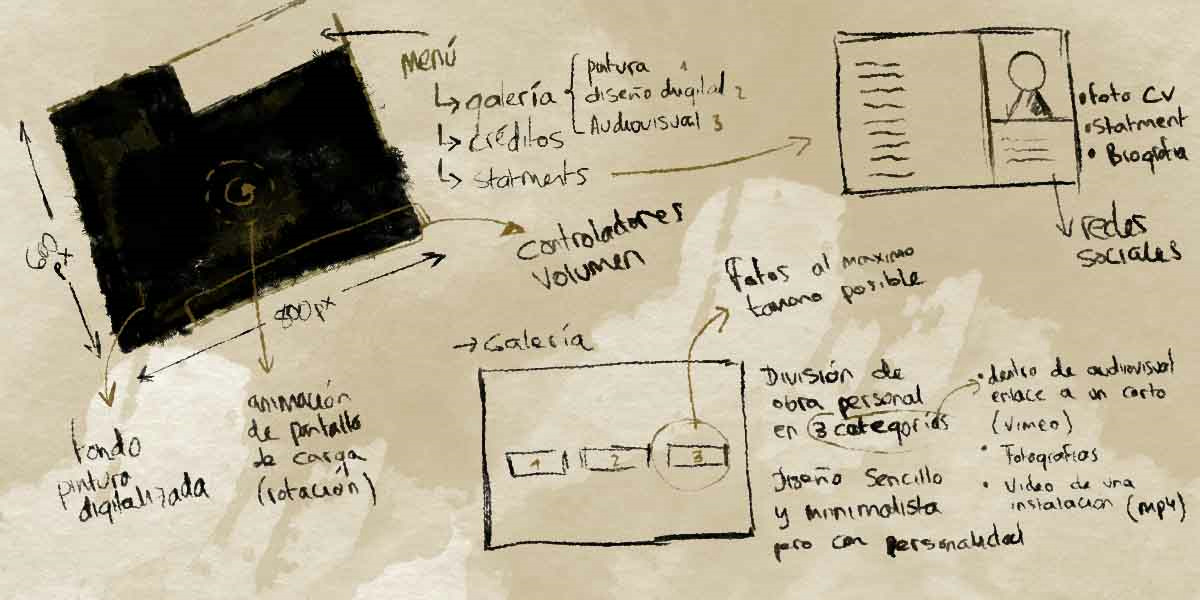 menú
↳ galería
pintura 1
diseño dugital 2
Audiovisual 3
↳ créditos
↳ statments
• foto CV
• Statment
• Biografia
redes
sociales
600
px
800 px
controladores
volumen
fondo
pintura
digitalizada
animación
de pantalla
de carga
(rotación)
→ Galería
1 2 3
fotos al maximo
tamano posible
División de
obra personal
en 3 categorías
Diseño Sencillo
y minimalista
pero con personalidad
• dentro de audiovisual
enlace a un corto
(vimeo)
• Fotografías
• Video de una
instalacion (mp4)